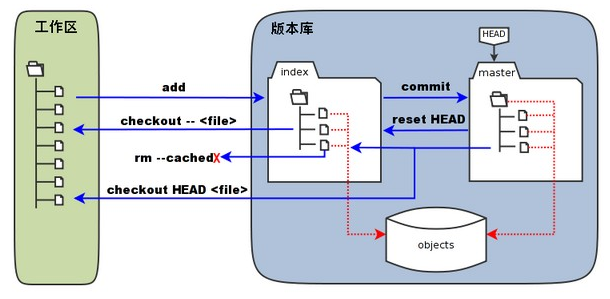 工作区
版本库
HEAD
index
master
add
commit
checkout -- <file>
reset HEAD
rm --cached
X
checkout HEAD <file>
objects